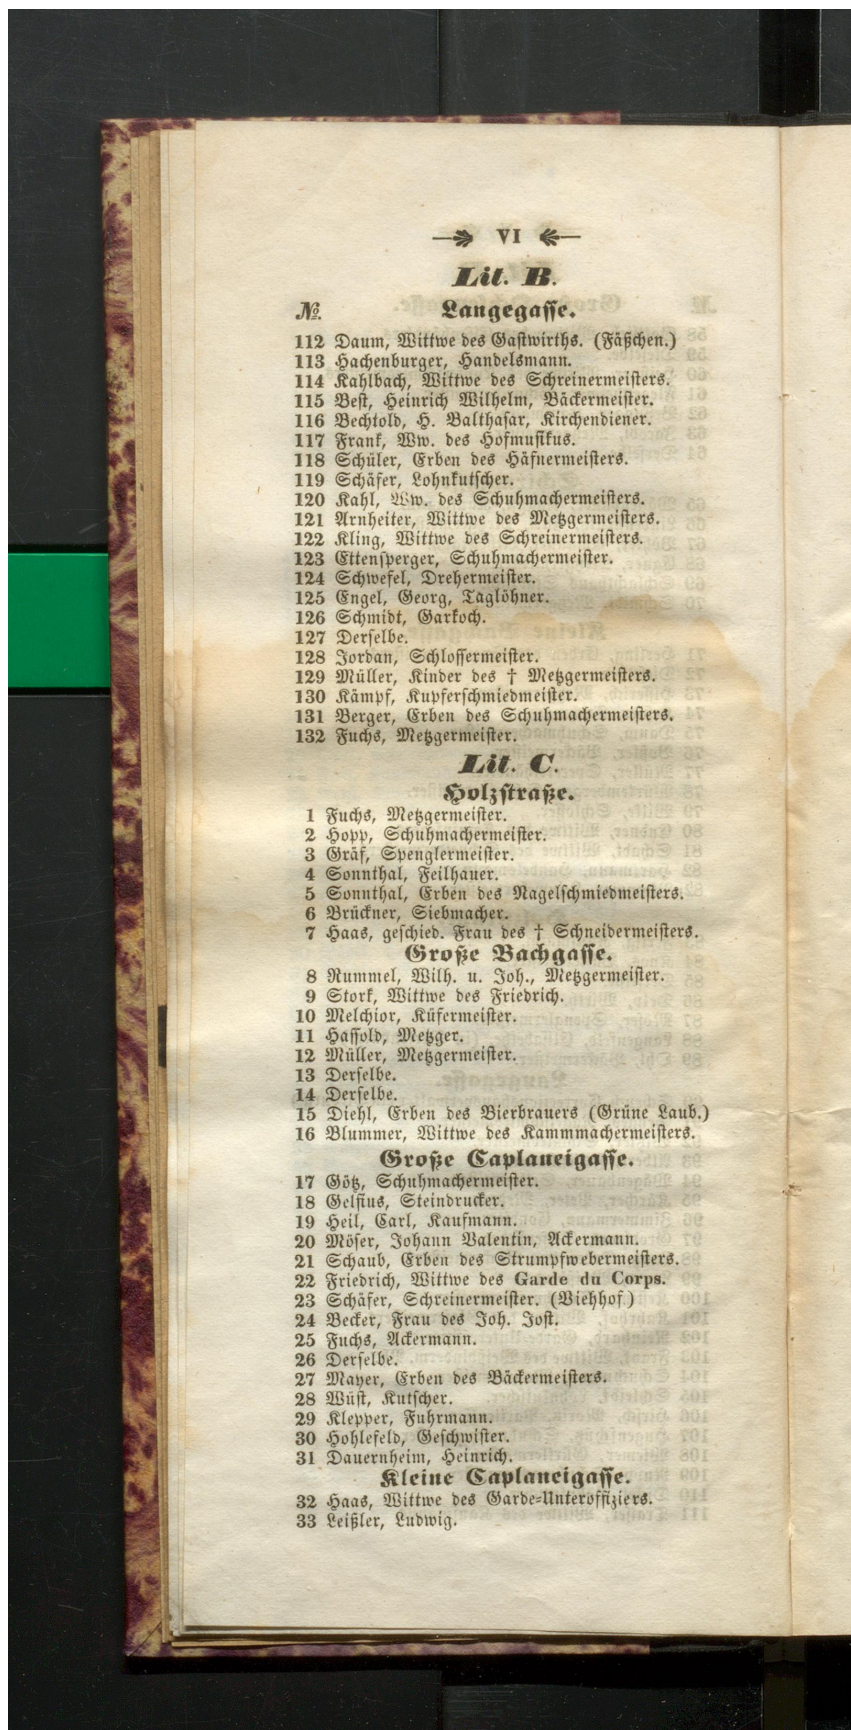 VI
Lit. B.
No. Langegasse.
112 Daum, Wittwe des Gastwirths. (Fäßchen.)
113 Hachenburger, Handelsmann.
114 Kahlbach, Wittwe des Schreinermeisters.
115 Best, Heinrich Wilhelm, Bäckermeister.
116 Bechtold, H. Balthasar, Kirchendiener.
117 Frank, Ww. des Hofmusikus.
118 Schüler, Erben des Häfnermeisters.
119 Schäfer, Lohnkutscher.
120 Kahl, Ww. des Schuhmachermeisters.
121 Arnheiter, Wittwe des Metzgermeisters.
122 Kling, Wittwe des Schreinermeisters.
123 Ettensperger, Schuhmachermeister.
124 Schwefel, Drehermeister.
125 Engel, Georg, Taglöhner.
126 Schmidt, Garkoch.
127 Derselbe.
128 Jordan, Schlossermeister.
129 Müller, Kinder des † Metzgermeisters.
130 Kämpf, Kupferschmiedmeister.
131 Berger, Erben des Schuhmachermeisters.
132 Fuchs, Metzgermeister.
Lit. C.
Holzstraße.
1 Fuchs, Metzgermeister.
2 Hopp, Schuhmachermeister.
3 Gräf, Spenglermeister.
4 Sonnthal, Feilhauer.
5 Sonnthal, Erben des Nagelschmiedmeisters.
6 Brückner, Siebmacher.
7 Haas, geschied. Frau des † Schneidermeisters.
Große Bachgasse.
8 Rummel, Wilh. u. Joh., Metzgermeister.
9 Stork, Wittwe des Friedrich.
10 Melchior, Küfermeister.
11 Hassold, Metzger.
12 Müller, Metzgermeister.
13 Derselbe.
14 Derselbe.
15 Diehl, Erben des Bierbrauers (Grüne Laub.)
16 Blummer, Wittwe des Kammmachermeisters.
Große Caplaneigasse.
17 Götz, Schuhmachermeister.
18 Gelsius, Steindrucker.
19 Heil, Carl, Kaufmann.
20 Möser, Johann Valentin, Ackermann.
21 Schaub, Erben des Strumpfwebermeisters.
22 Friedrich, Wittwe des Garde du Corps.
23 Schäfer, Schreinermeister. (Viehhof.)
24 Becker, Frau des Joh. Jost.
25 Fuchs, Ackermann.
26 Derselbe.
27 Mayer, Erben des Bäckermeisters.
28 Wüst, Kutscher.
29 Klepper, Fuhrmann.
30 Hohlefeld, Geschwister.
31 Dauernheim, Heinrich.
Kleine Caplaneigasse.
32 Haas, Wittwe des Garde-Unteroffiziers.
33 Leißler, Ludwig.